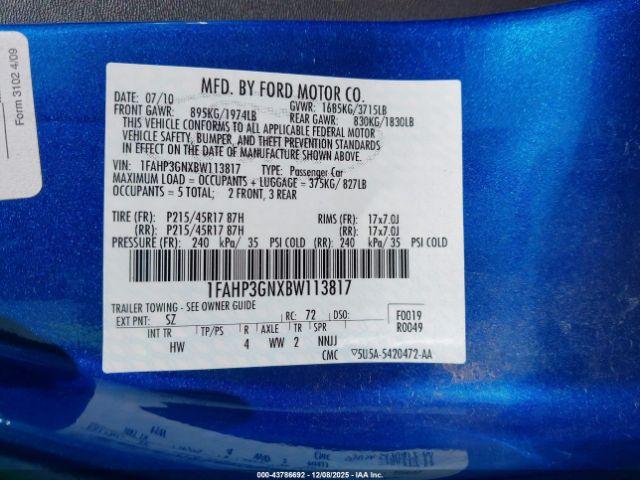 Form 3102 4/09
MFD. BY FORD MOTOR CO.
DATE: 07/10 GVWR: 1685KG/3715LB
FRONT GAWR: 895KG/1974LB REAR GAWR: 830KG/1830LB
THIS VEHICLE CONFORMS TO ALL APPLICABLE FEDERAL MOTOR
VEHICLE SAFETY, BUMPER, AND THEFT PREVENTION STANDARDS
IN EFFECT ON THE DATE OF MANUFACTURE SHOWN ABOVE.
VIN: 1FAHP3GNXBW113817 TYPE: Passenger Car
MAXIMUM LOAD = OCCUPANTS + LUGGAGE = 375KG/ 827LB
OCCUPANTS = 5 TOTAL; 2 FRONT, 3 REAR
TIRE (FR): P215/45R17 87H RIMS (FR): 17x7.0J
(RR): P215/45R17 87H (RR): 17x7.0J
PRESSURE (FR): 240 kPa/ 35 PSI COLD (RR): 240 kPa/ 35 PSI COLD
1FAHP3GNXBW113817
TRAILER TOWING - SEE OWNER GUIDE
EXT PNT: SZ RC: 72 DSO: F0019
R0049
INT TR TP/PS R AXLE TR SPR
HW 4 WW 2 NNJJ
CMC ▽5U5A-5420472-AA
000-43786692 - 12/08/2025 - IAA Inc.